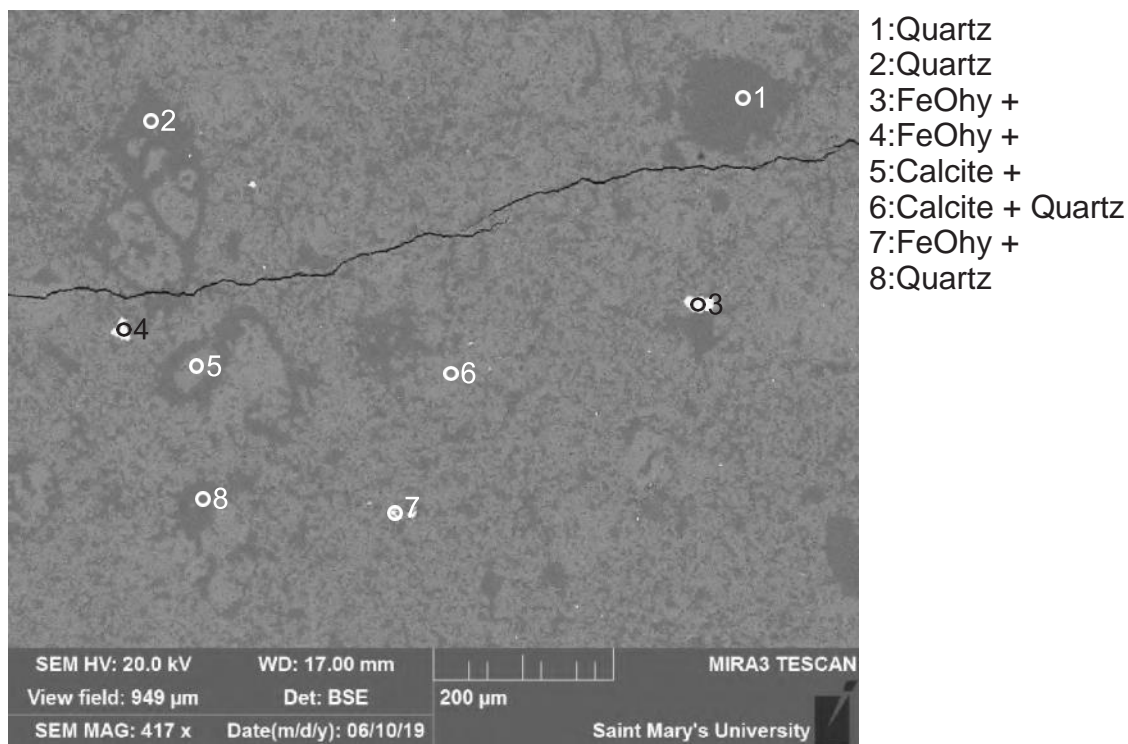 1:Quartz
2:Quartz
3:FeOhy +
4:FeOhy +
5:Calcite +
6:Calcite + Quartz
7:FeOhy +
8:Quartz
1
2
3
4
5
6
8
7
SEM HV: 20.0 kV WD: 17.00 mm MIRA3 TESCAN
View field: 949 µm Det: BSE 200 µm
SEM MAG: 417 x Date(m/d/y): 06/10/19 Saint Mary's University